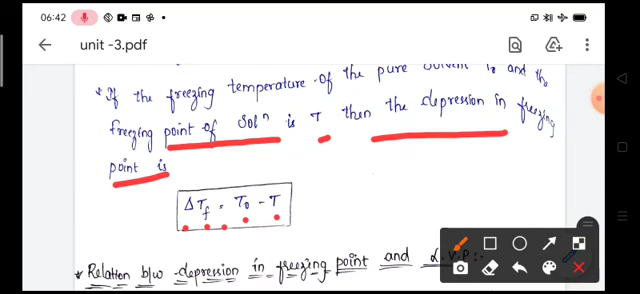 06:42
unit -3.pdf
* If the freezing temperature of the pure solvent is and the
freezing point of Solⁿ is T then the depression in freezing
point is
ΔTf = T₀ - T
* Relation b/w depression in freezing point and L.V.P:-